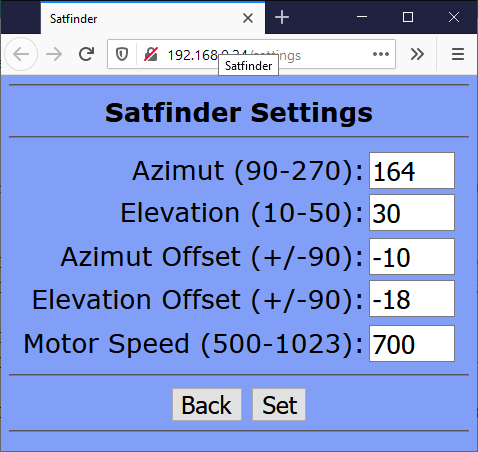 Satfinder
192.168.0.24/settings
Satfinder
Satfinder Settings
Azimut (90-270): 164
Elevation (10-50): 30
Azimut Offset (+/-90): -10
Elevation Offset (+/-90): -18
Motor Speed (500-1023): 700
Back Set